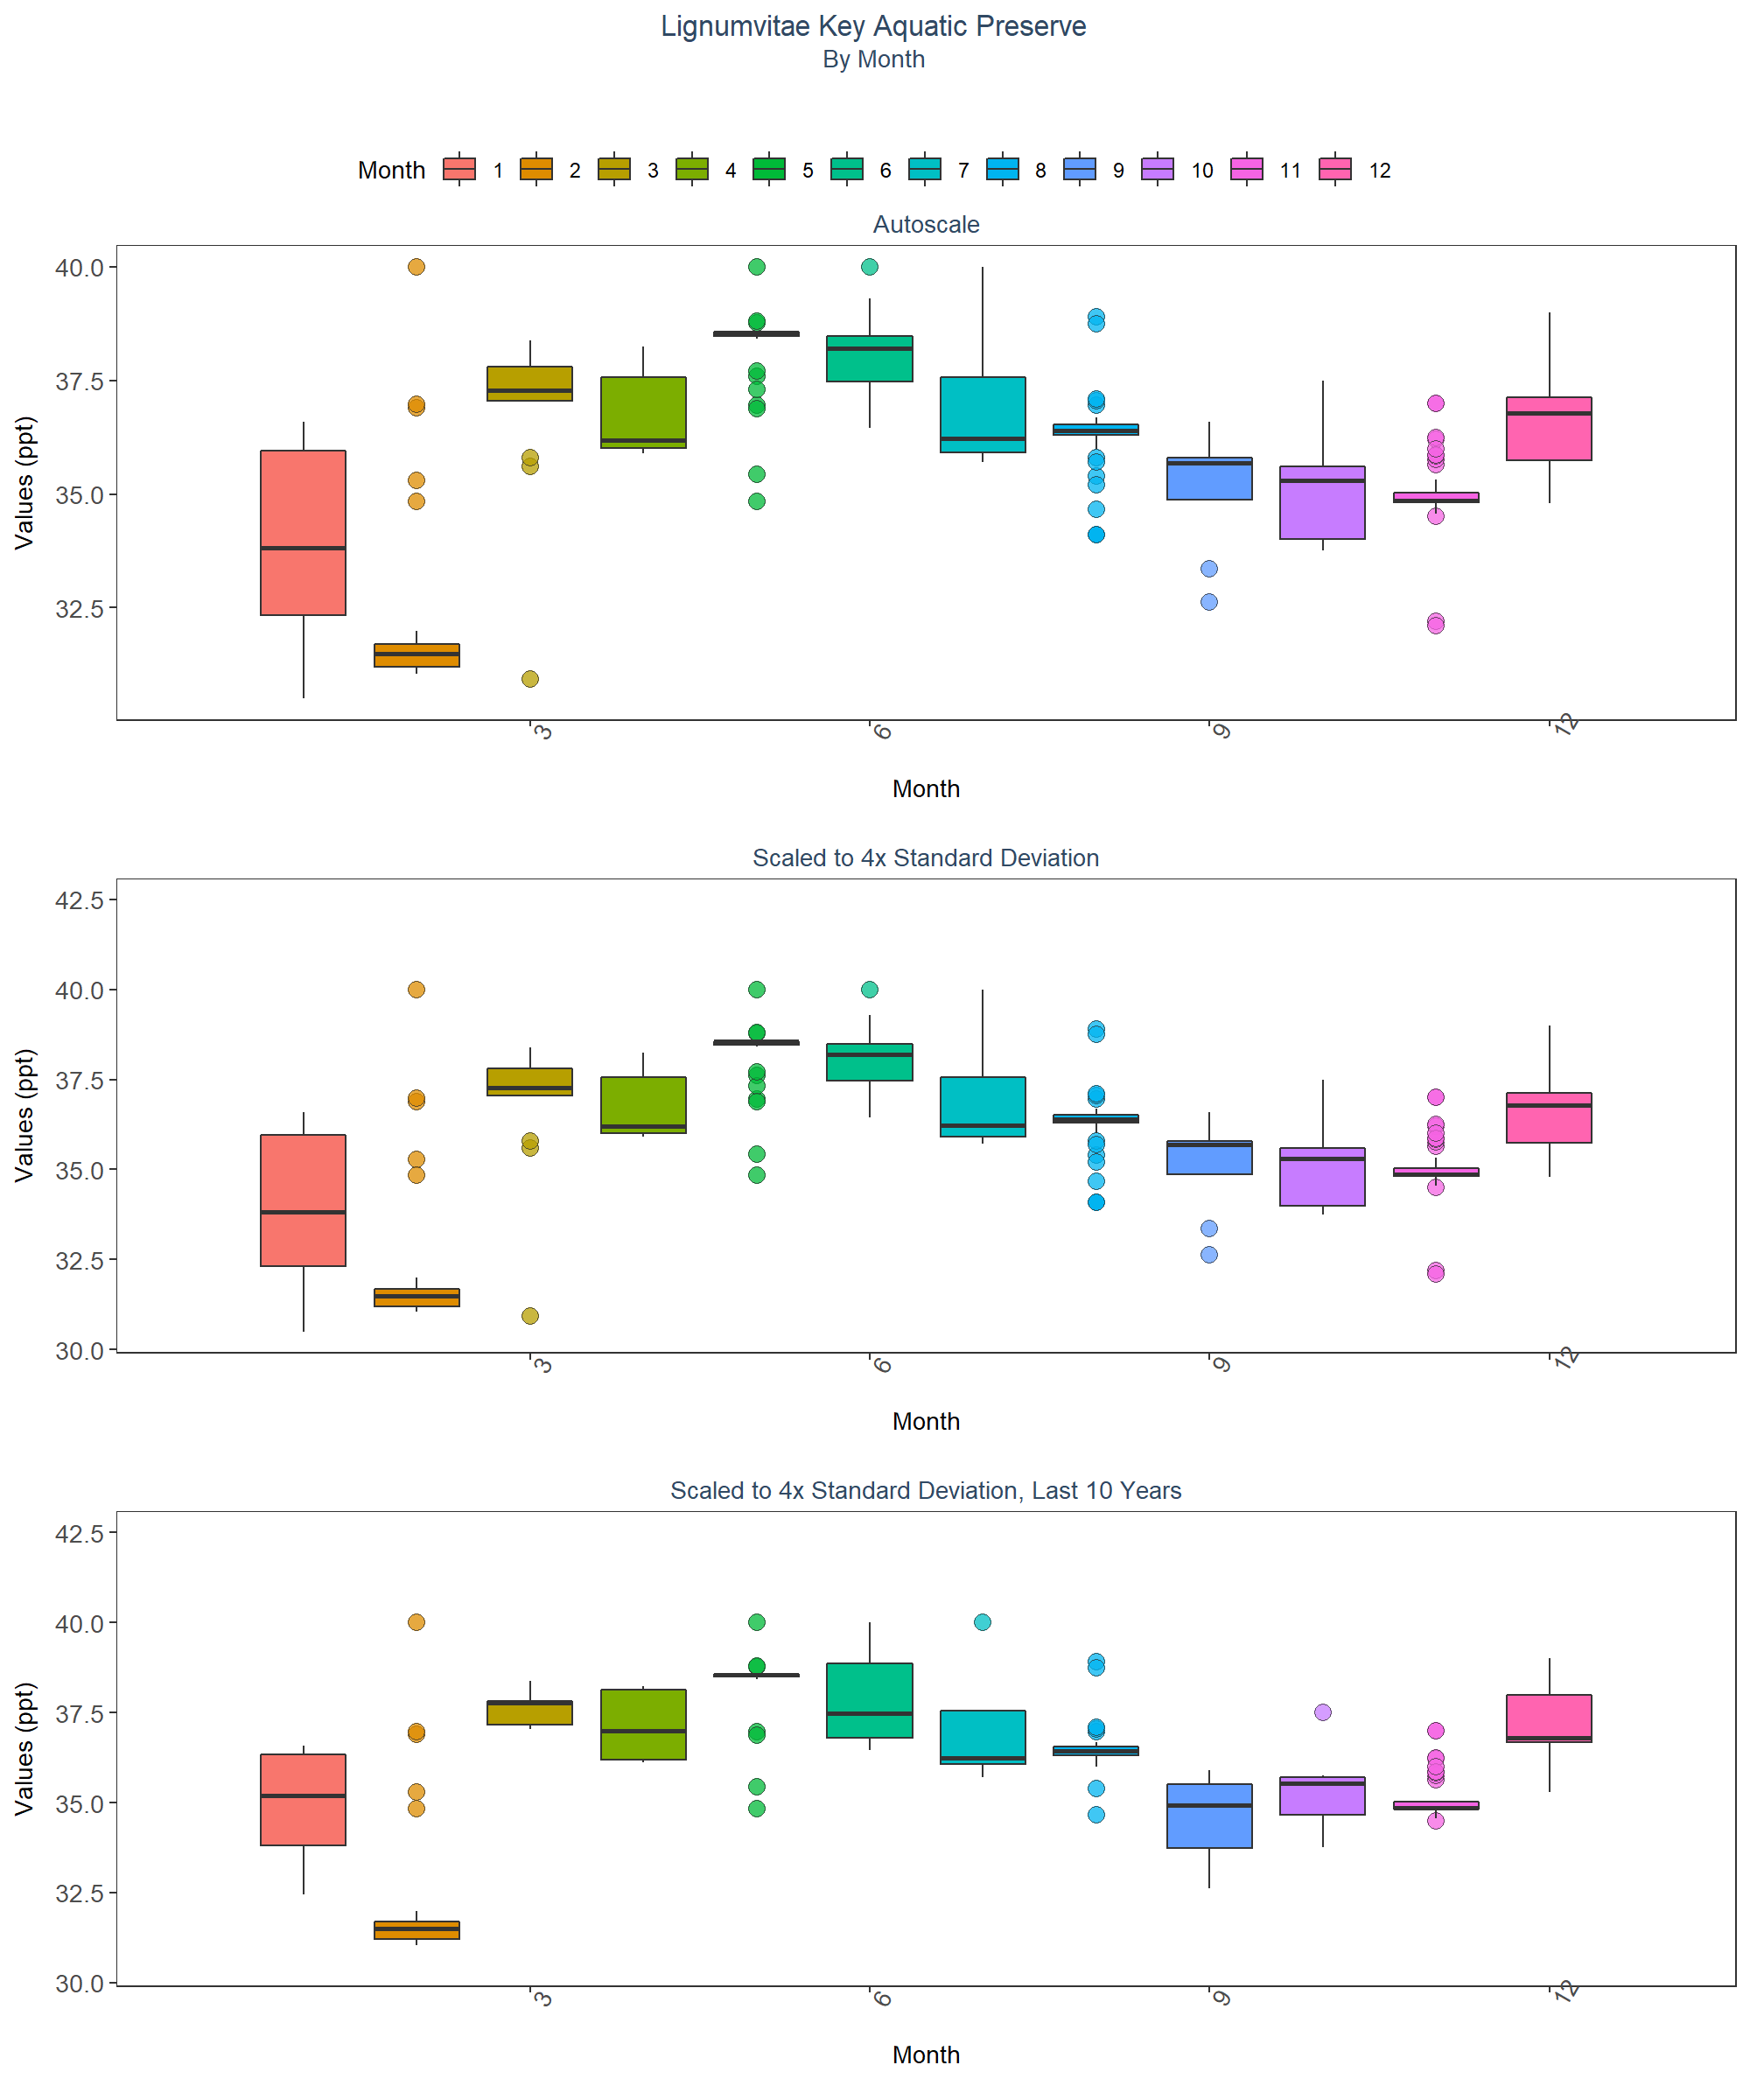 Lignumvitae Key Aquatic Preserve
By Month
Month 1 2 3 4 5 6 7 8 9 10 11 12
Autoscale
Values (ppt)
40.0
37.5
35.0
32.5
3 6 9 12
Month
Scaled to 4x Standard Deviation
Values (ppt)
42.5
40.0
37.5
35.0
32.5
30.0
3 6 9 12
Month
Scaled to 4x Standard Deviation, Last 10 Years
Values (ppt)
42.5
40.0
37.5
35.0
32.5
30.0
3 6 9 12
Month